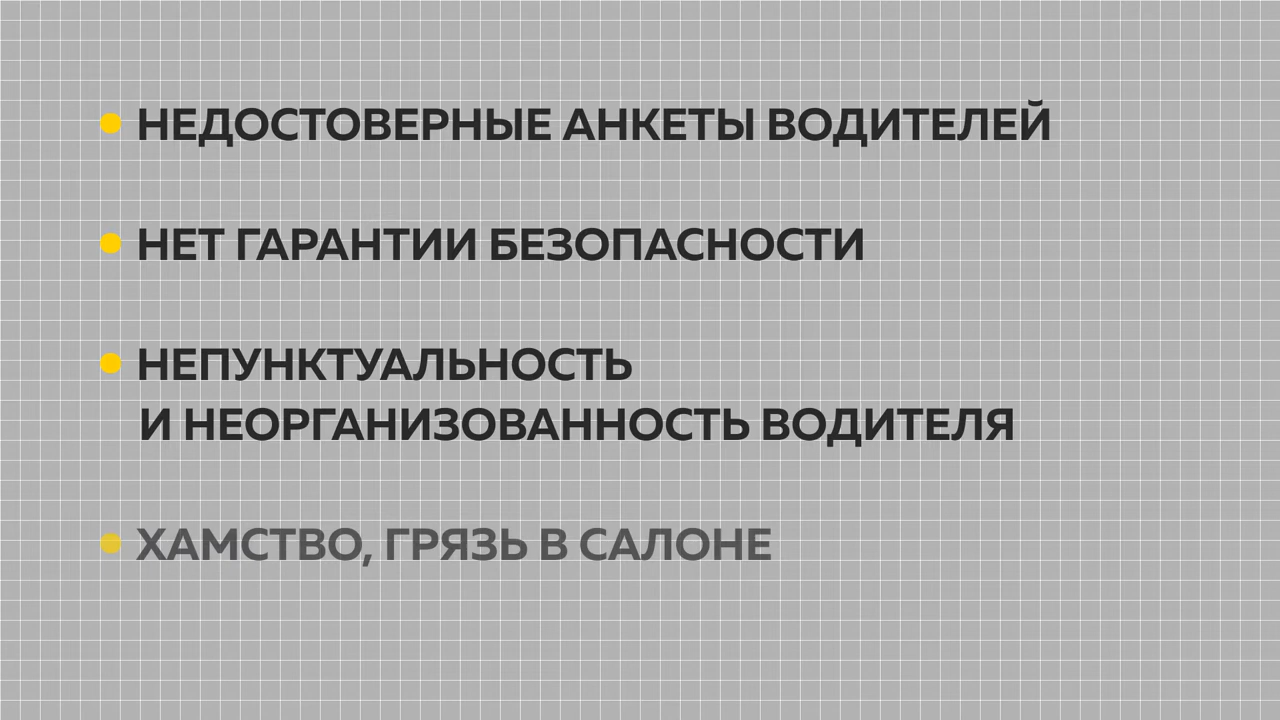 НЕДОСТОВЕРНЫЕ АНКЕТЫ ВОДИТЕЛЕЙ
НЕТ ГАРАНТИИ БЕЗОПАСНОСТИ
НЕПУНКТУАЛЬНОСТЬ
И НЕОРГАНИЗОВАННОСТЬ ВОДИТЕЛЯ
ХАМСТВО, ГРЯЗЬ В САЛОНЕ